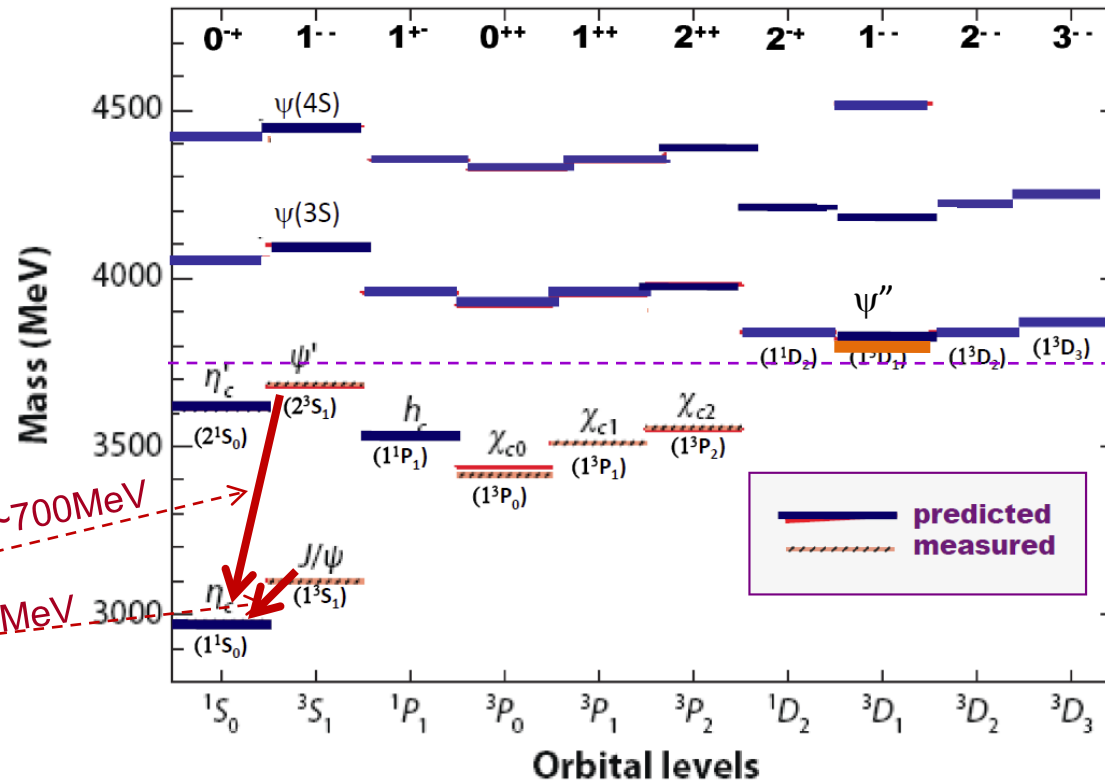 0⁻⁺ 1⁻⁻ 1⁺⁻ 0⁺⁺ 1⁺⁺ 2⁺⁺ 2⁻⁺ 1⁻⁻ 2⁻⁻ 3⁻⁻
4500
ψ(4S)
ψ(3S)
4000
ψ”
(1¹D₂) (1³D₁) (1³D₂) (1³D₃)
η'c ψ'
(2¹S₀) (2³S₁)
3500
hc χc0 χc1 χc2
(1¹P₁) (1³P₀) (1³P₁) (1³P₂)
~700MeV
predicted
measured
J/ψ
(1³S₁)
ηc
MeV
3000
(1¹S₀)
Mass (MeV)
¹S₀ ³S₁ ¹P₁ ³P₀ ³P₁ ³P₂ ¹D₂ ³D₁ ³D₂ ³D₃
Orbital levels